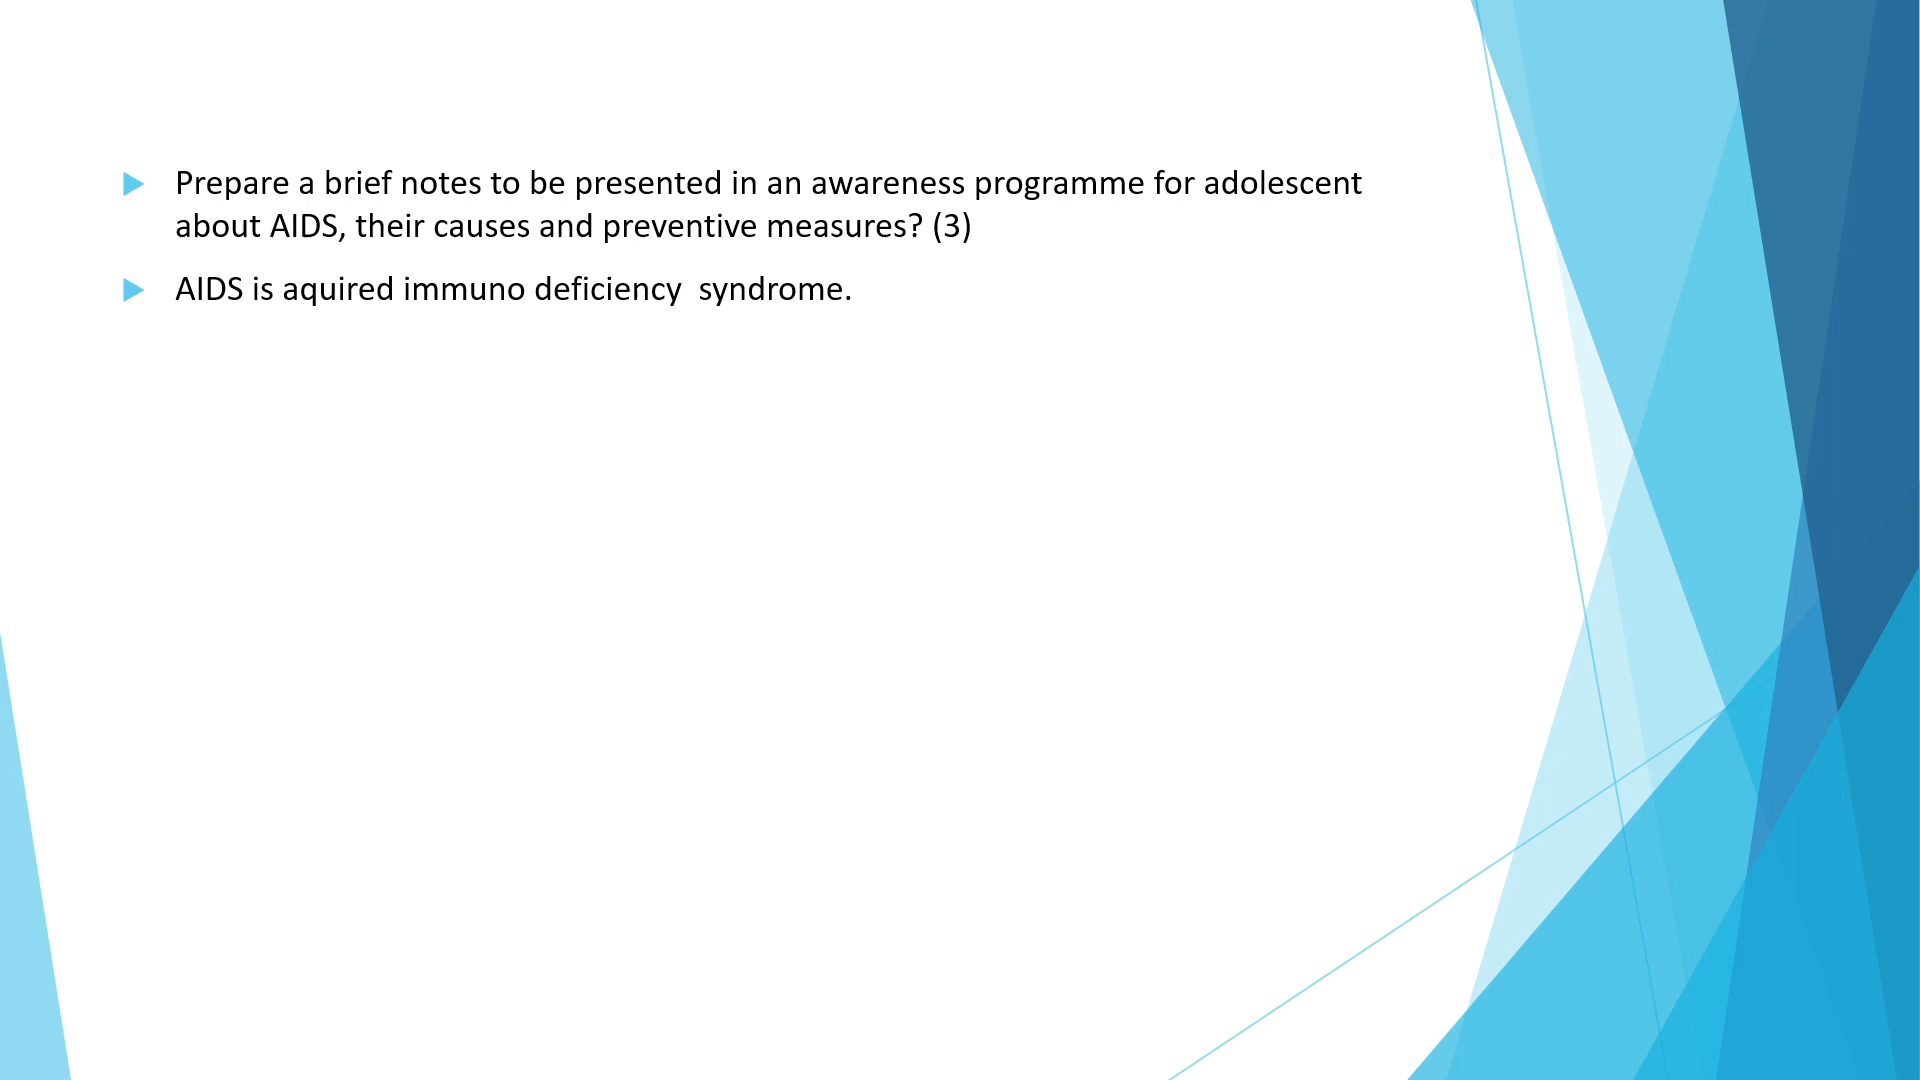 Prepare a brief notes to be presented in an awareness programme for adolescent
about AIDS, their causes and preventive measures? (3)
AIDS is aquired immuno deficiency  syndrome.